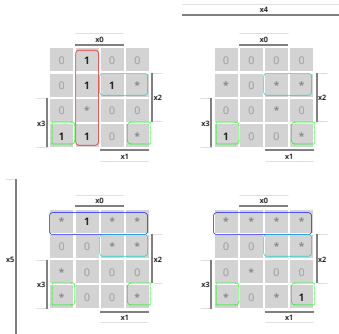 x4
x0 x0
0 1 0 0 0 0 0 0
0 1 1 * * 0 * *
x2 x2
0 * 0 0 0 0 * 0
x3 x3
1 1 0 * 1 0 0 *
x1 x1
x0 x0
* 1 * * * * * *
0 0 * * 0 0 * *
x5 x2 x2
* 0 0 0 0 * 0 0
x3 x3
* 0 0 * * 0 * 1
x1 x1